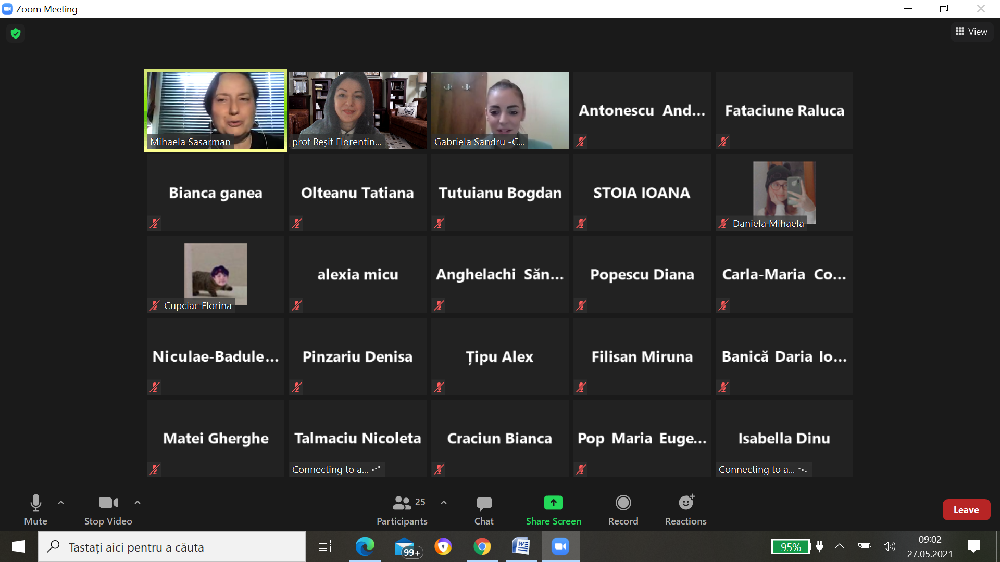 Zoom Meeting
View
Mihaela Sasarman
prof Reșit Florentin...
Gabriela Sandru -C...
Antonescu And...
Fataciune Raluca
Bianca ganea
Olteanu Tatiana
Tutuianu Bogdan
STOIA IOANA
Daniela Mihaela
Cupciac Florina
alexia micu
Anghelachi Săn...
Popescu Diana
Carla-Maria Co...
Niculae-Badule...
Pinzariu Denisa
Țipu Alex
Filisan Miruna
Banică Daria Io...
Matei Gherghe
Talmaciu Nicoleta
Connecting to a...
Craciun Bianca
Pop Maria Euge...
Isabella Dinu
Connecting to a...
Mute
Stop Video
25
Participants
Chat
Share Screen
Record
Reactions
Leave
Tastați aici pentru a căuta
99+
W
95%
09:02
27.05.2021